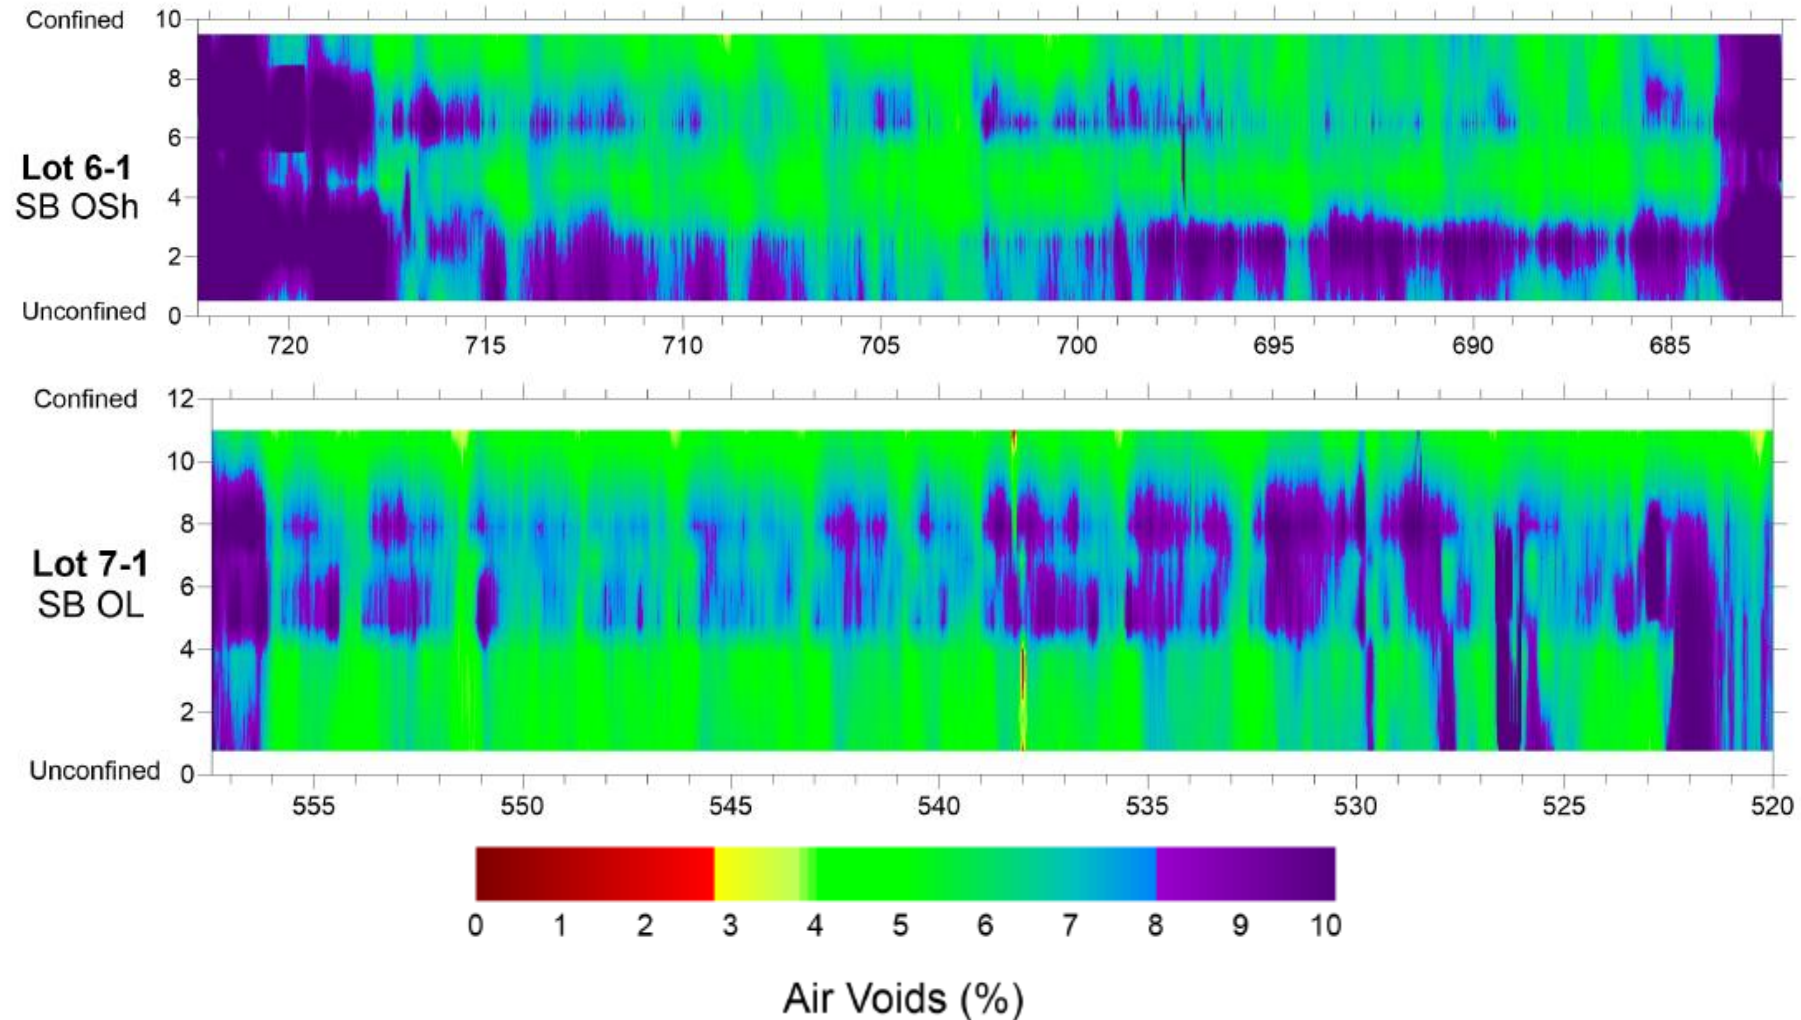 Confined 10
8
6
Lot 6-1
SB OSh
4
2
Unconfined 0
720 715 710 705 700 695 690 685
Confined 12
10
8
Lot 7-1
6
SB OL
4
2
Unconfined 0
555 550 545 540 535 530 525 520
0 1 2 3 4 5 6 7 8 9 10
Air Voids (%)